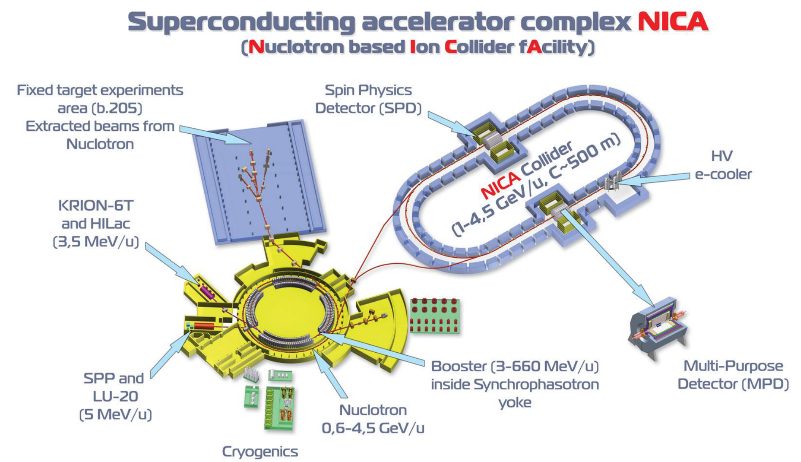 Superconducting accelerator complex NICA
(Nuclotron based Ion Collider fAcility)
Fixed target experiments
area (b.205)
Extracted beams from
Nuclotron
Spin Physics
Detector (SPD)
NICA Collider
(1-4,5 GeV/u, C~500 m)
HV
e-cooler
KRION-6T
and HILac
(3,5 MeV/u)
SPP and
LU-20
(5 MeV/u)
Cryogenics
Nuclotron
0,6-4,5 GeV/u
Booster (3-660 MeV/u)
inside Synchrophasotron
yoke
Multi-Purpose
Detector (MPD)